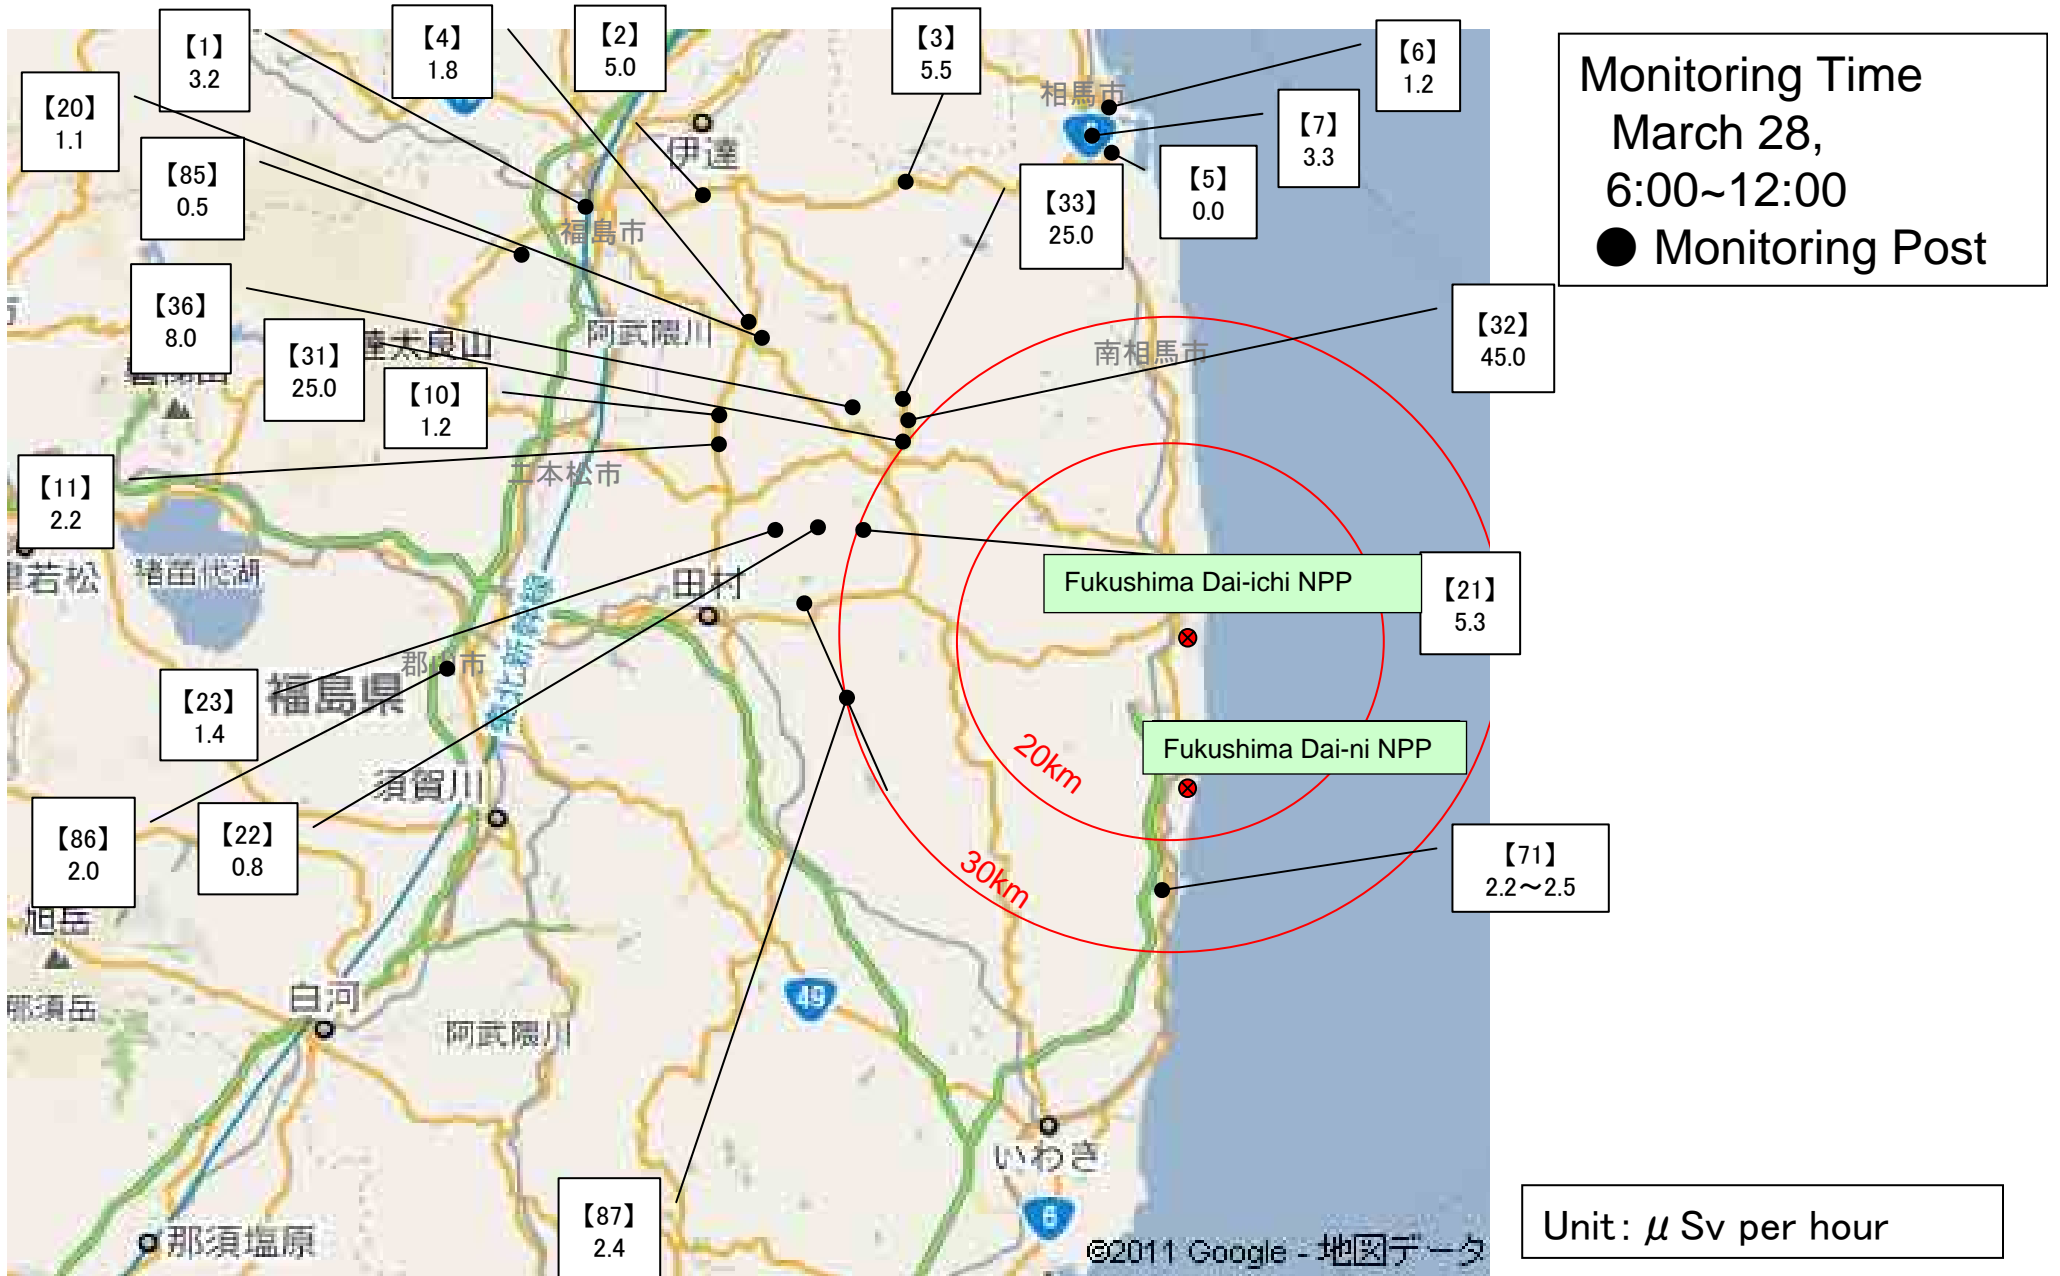 【1】
3.2
【4】
1.8
【2】
5.0
【3】
5.5
【6】
1.2
【20】
1.1
【7】
3.3
【85】
0.5
【5】
0.0
【33】
25.0
【36】
8.0
【31】
25.0
【10】
1.2
【32】
45.0
【11】
2.2
【21】
5.3
【23】
1.4
【86】
2.0
【22】
0.8
【71】
2.2～2.5
【87】
2.4
Monitoring Time
March 28,
6:00~12:00
● Monitoring Post
相馬市
伊達
福島市
阿武隈川
南相馬市
二本松市
猪苗代湖
田村
Fukushima Dai-ichi NPP
福島県
Fukushima Dai-ni NPP
20km
須賀川
30km
旭岳
那須岳
白河
49
阿武隈川
いわき
6
那須塩原
©2011 Google - 地図データ
Unit: μ Sv per hour